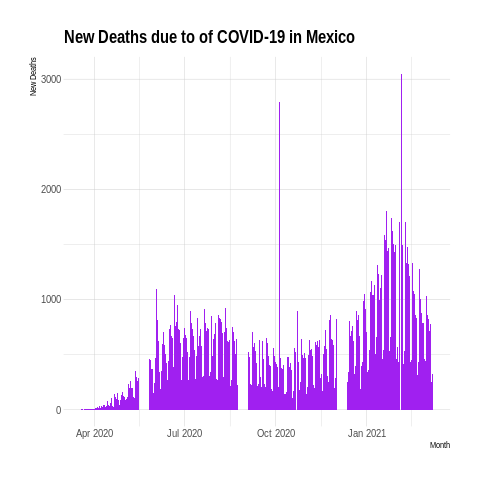 New Deaths due to of COVID-19 in Mexico
New Deaths
3000
2000
1000
0
Apr 2020 Jul 2020 Oct 2020 Jan 2021
Month